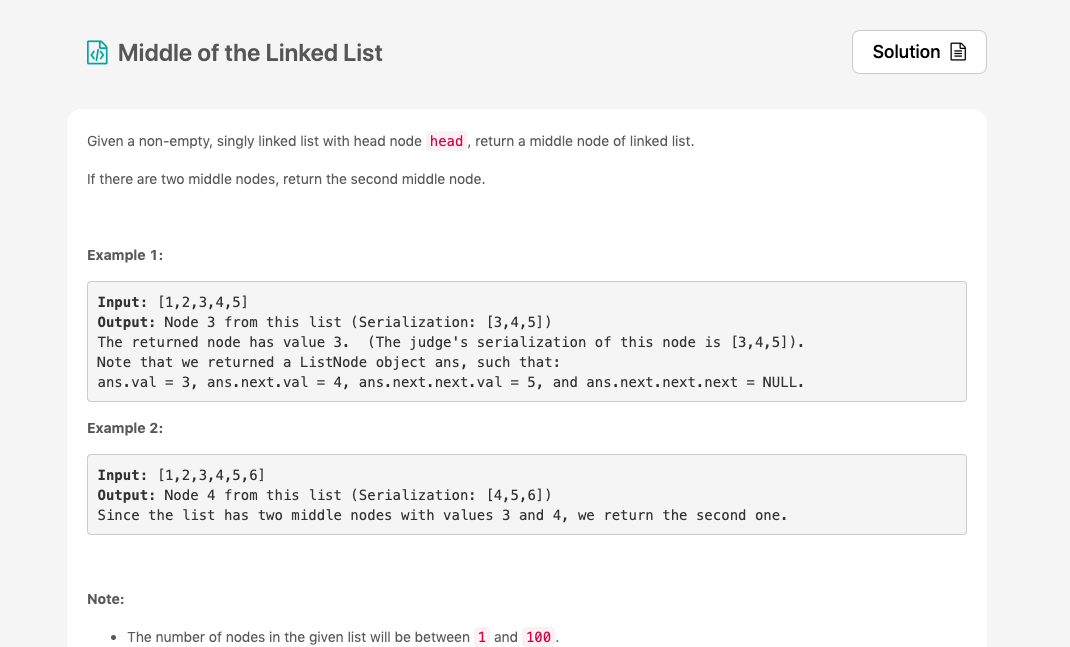 Middle of the Linked List
Solution
Given a non-empty, singly linked list with head node head, return a middle node of linked list.
If there are two middle nodes, return the second middle node.
Example 1:
Input: [1,2,3,4,5]
Output: Node 3 from this list (Serialization: [3,4,5])
The returned node has value 3.  (The judge's serialization of this node is [3,4,5]).
Note that we returned a ListNode object ans, such that:
ans.val = 3, ans.next.val = 4, ans.next.next.val = 5, and ans.next.next.next = NULL.
Example 2:
Input: [1,2,3,4,5,6]
Output: Node 4 from this list (Serialization: [4,5,6])
Since the list has two middle nodes with values 3 and 4, we return the second one.
Note:
• The number of nodes in the given list will be between 1 and 100.